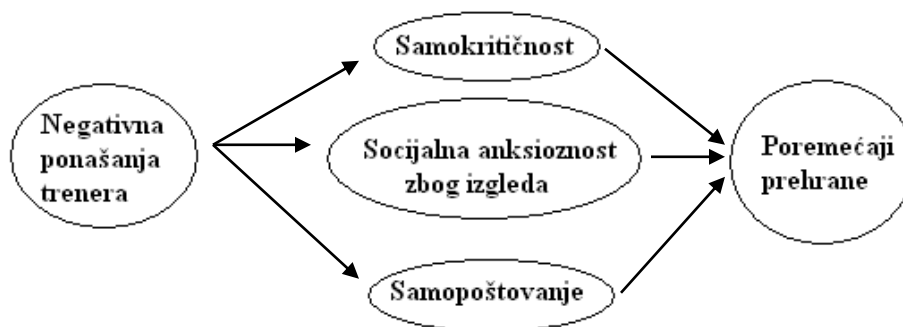 Samokritičnost
Negativna
ponašanja
trenera
Socijalna anksioznost
zbog izgleda
Poremećaji
prehrane
Samopoštovanje